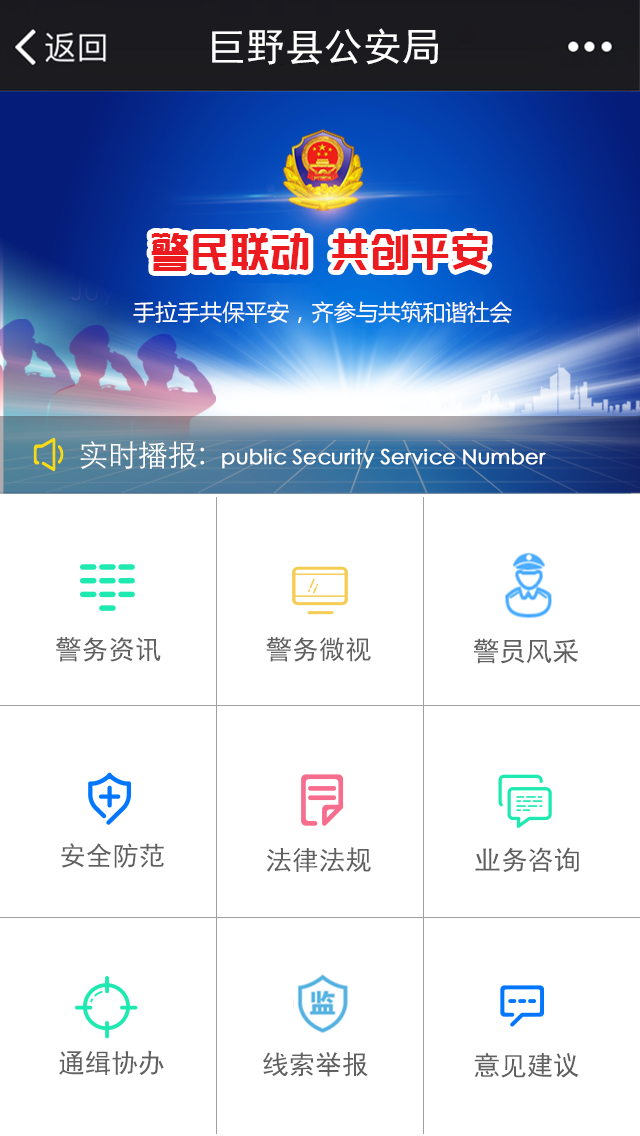 返回
巨野县公安局
警民联动 共创平安
手拉手共保平安，齐参与共筑和谐社会
实时播报：public Security Service Number
警务资讯
警务微视
警员风采
安全防范
法律法规
业务咨询
通缉协办
监
线索举报
意见建议